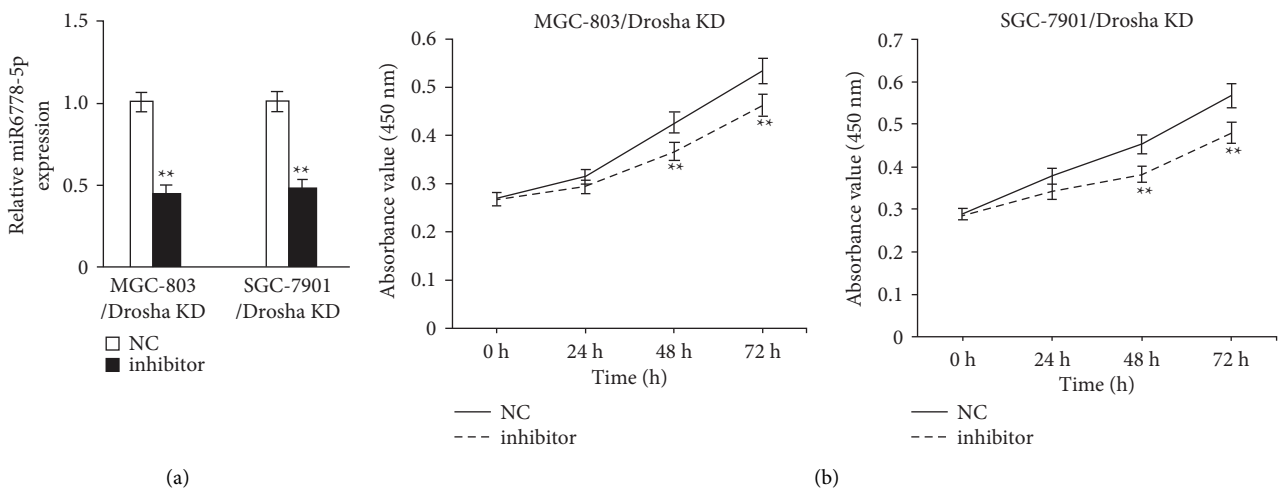 Relative miR6778-5p
expression
1.5
1.0
0.5
0
**
**
MGC-803
/Drosha KD
SGC-7901
/Drosha KD
NC
inhibitor
(a)
MGC-803/Drosha KD
Absorbance value (450 nm)
0.6
0.5
0.4
0.3
0.2
0.1
0
**
**
0 h 24 h 48 h 72 h
Time (h)
NC
inhibitor
SGC-7901/Drosha KD
Absorbance value (450 nm)
0.7
0.6
0.5
0.4
0.3
0.2
0.1
0
**
**
0 h 24 h 48 h 72 h
Time (h)
NC
inhibitor
(b)